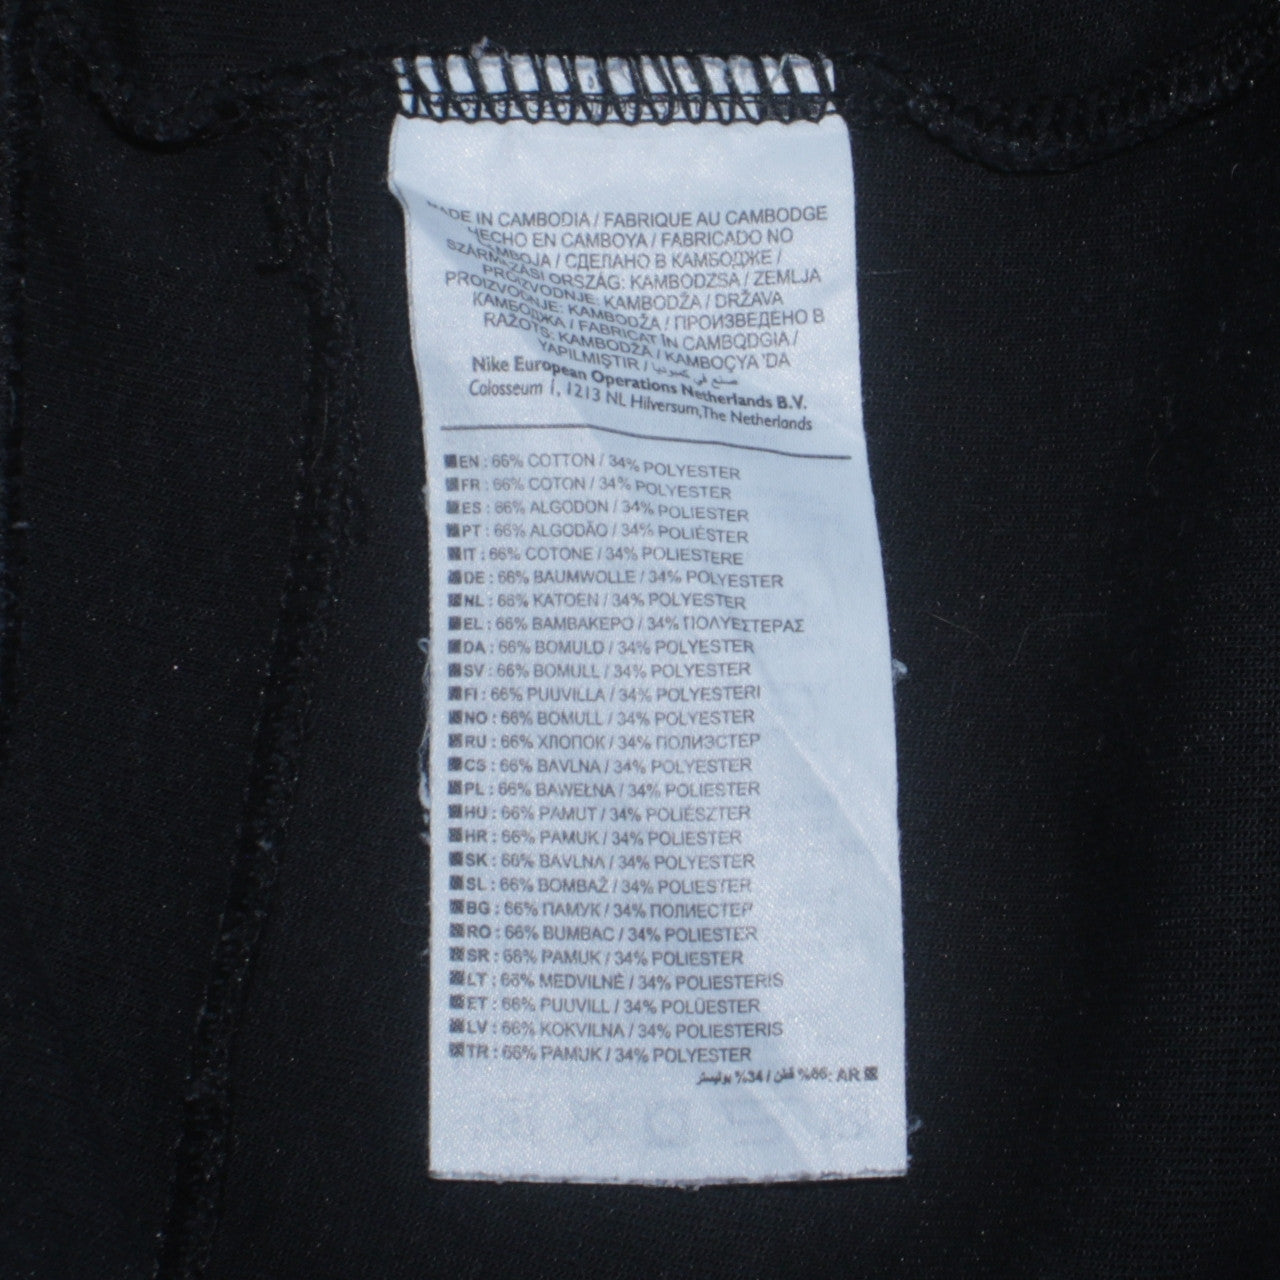 MADE IN CAMBODIA / FABRIQUE AU CAMBODGE
HECHO EN CAMBOYA / FABRICADO NO
CAMBOJA / СДЕЛАНО В КАМБОДЖЕ /
SZÁRMAZÁSI ORSZÁG: KAMBODZSA / ZEMLJA
PROIZVODNJE: KAMBODŽA / DRŽAVA
PROIZVODNJE: KAMBODŽA / ПРОИЗВЕДЕНО В
КАМБОДЖА / FABRICAT ÎN CAMBODGIA /
RAŽOTS: KAMBODŽA / KAMBOÇYA 'DA
YAPILMIŞTIR / صنع في كمبوديا
Nike European Operations Netherlands B.V.
Colosseum 1, 1213 NL Hilversum, The Netherlands
EN : 66% COTTON / 34% POLYESTER
FR : 66% COTON / 34% POLYESTER
ES : 66% ALGODON / 34% POLIESTER
PT : 66% ALGODÃO / 34% POLIÉSTER
IT : 66% COTONE / 34% POLIESTERE
DE : 66% BAUMWOLLE / 34% POLYESTER
NL : 66% KATOEN / 34% POLYESTER
EL : 66% ΒΑΜΒΑΚΕΡΟ / 34% ΠΟΛΥΕΣΤΕΡΑΣ
DA : 66% BOMULD / 34% POLYESTER
SV : 66% BOMULL / 34% POLYESTER
FI : 66% PUUVILLA / 34% POLYESTERI
NO : 66% BOMULL / 34% POLYESTER
RU : 66% ХЛОПОК / 34% ПОЛИЭСТЕР
CS : 66% BAVLNA / 34% POLYESTER
PL : 66% BAWEŁNA / 34% POLIESTER
HU : 66% PAMUT / 34% POLIÉSZTER
HR : 66% PAMUK / 34% POLIESTER
SK : 66% BAVLNA / 34% POLYESTER
SL : 66% BOMBAŽ / 34% POLIESTER
BG : 66% ПАМУК / 34% ПОЛИЕСТЕР
RO : 66% BUMBAC / 34% POLIESTER
SR : 66% PAMUK / 34% POLIESTER
LT : 66% MEDVILNĖ / 34% POLIESTERIS
ET : 66% PUUVILL / 34% POLÜESTER
LV : 66% KOKVILNA / 34% POLIESTERIS
TR : 66% PAMUK / 34% POLYESTER
AR :66% قطن / 34% بوليستر